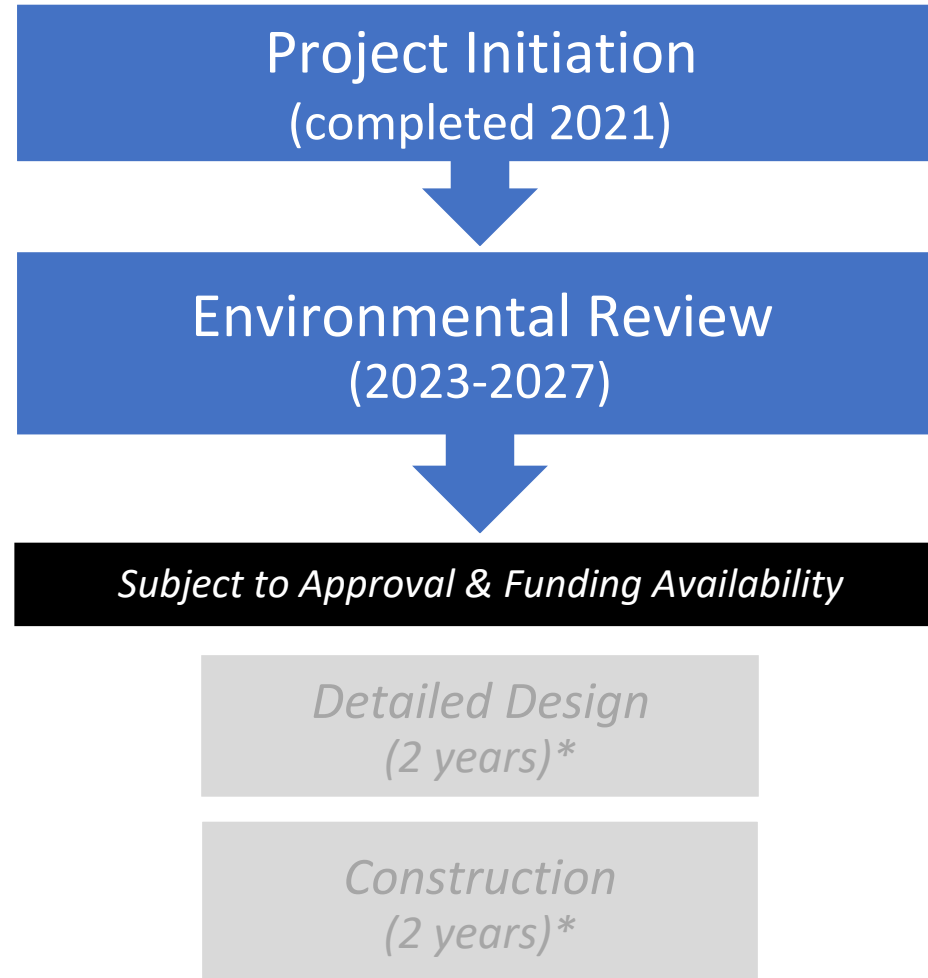 Project Initiation
(completed 2021)
Environmental Review
(2023-2027)
Subject to Approval & Funding Availability
Detailed Design
(2 years)*
Construction
(2 years)*